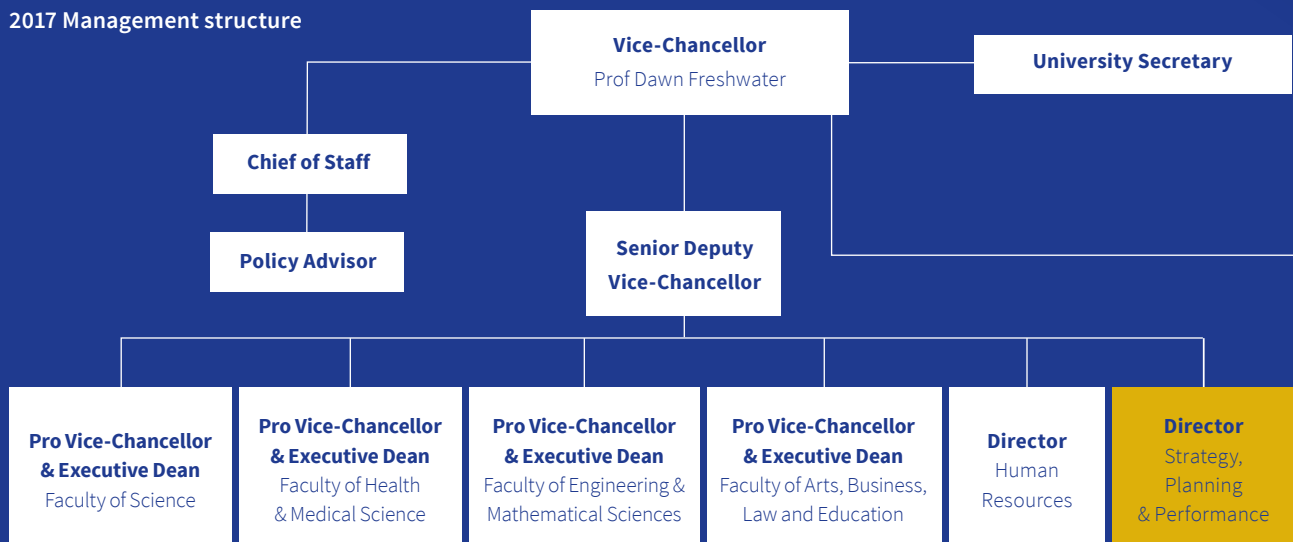 2017 Management structure
Vice-Chancellor
Prof Dawn Freshwater
University Secretary
Chief of Staff
Policy Advisor
Senior Deputy
Vice-Chancellor
Pro Vice-Chancellor
& Executive Dean
Faculty of Science
Pro Vice-Chancellor
& Executive Dean
Faculty of Health
& Medical Science
Pro Vice-Chancellor
& Executive Dean
Faculty of Engineering &
Mathematical Sciences
Pro Vice-Chancellor
& Executive Dean
Faculty of Arts, Business,
Law and Education
Director
Human
Resources
Director
Strategy,
Planning
& Performance